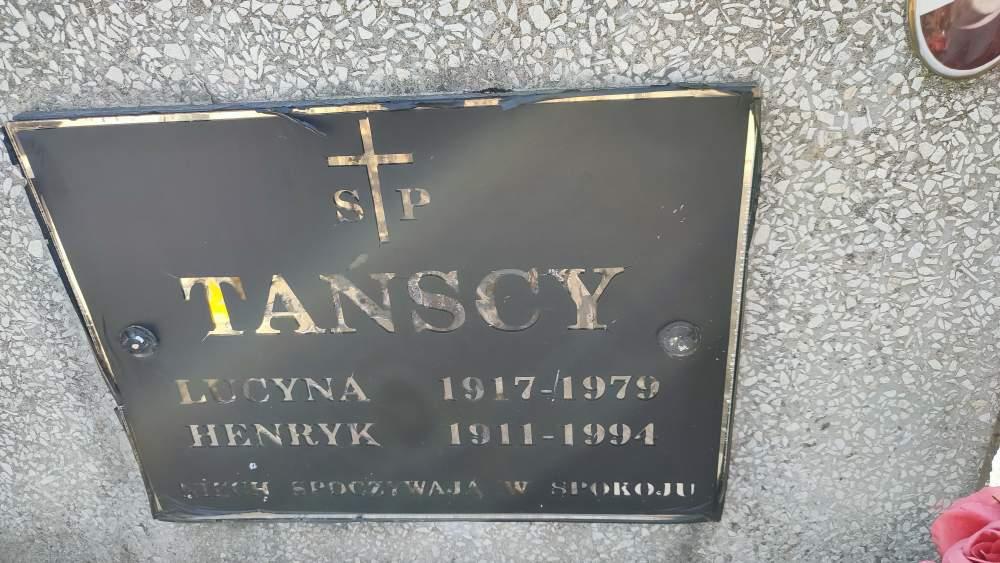 S P
TAŃSCY
LUCYNA 1917-1979
HENRYK 1911-1994
NIECH SPOCZYWAJĄ W SPOKOJU